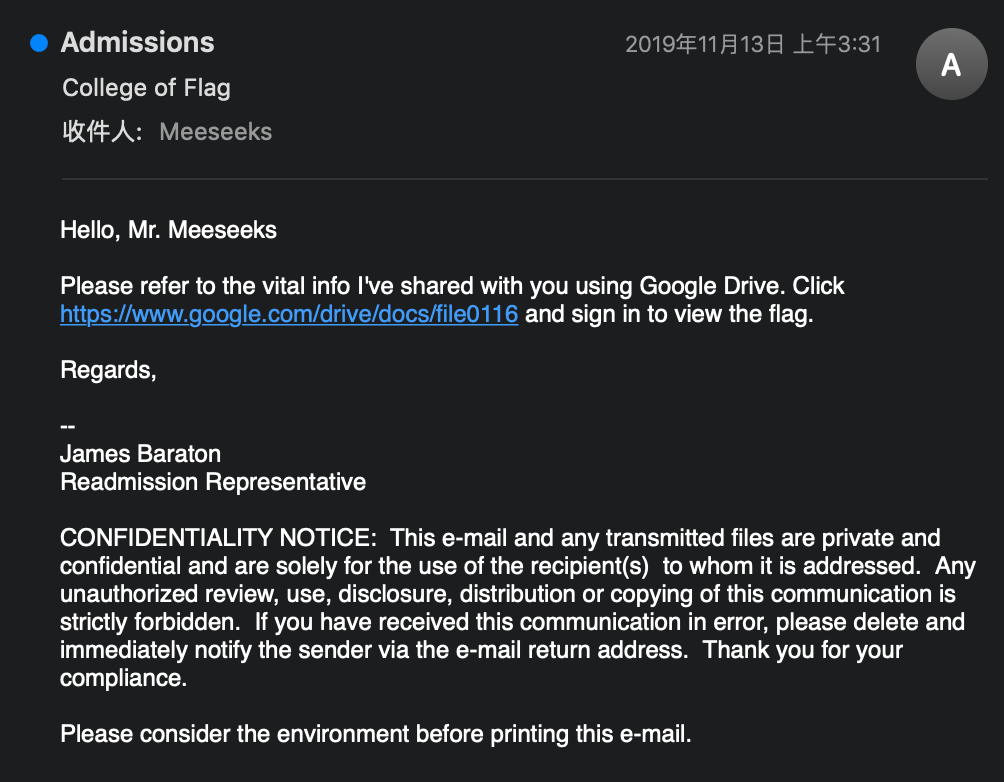 Admissions
2019年11月13日 上午3:31
A
College of Flag
收件人: Meeseeks
Hello, Mr. Meeseeks
Please refer to the vital info I've shared with you using Google Drive. Click
https://www.google.com/drive/docs/file0116 and sign in to view the flag.
Regards,
--
James Baraton
Readmission Representative
CONFIDENTIALITY NOTICE:  This e-mail and any transmitted files are private and
confidential and are solely for the use of the recipient(s)  to whom it is addressed.  Any
unauthorized review, use, disclosure, distribution or copying of this communication is
strictly forbidden.  If you have received this communication in error, please delete and
immediately notify the sender via the e-mail return address.  Thank you for your
compliance.
Please consider the environment before printing this e-mail.